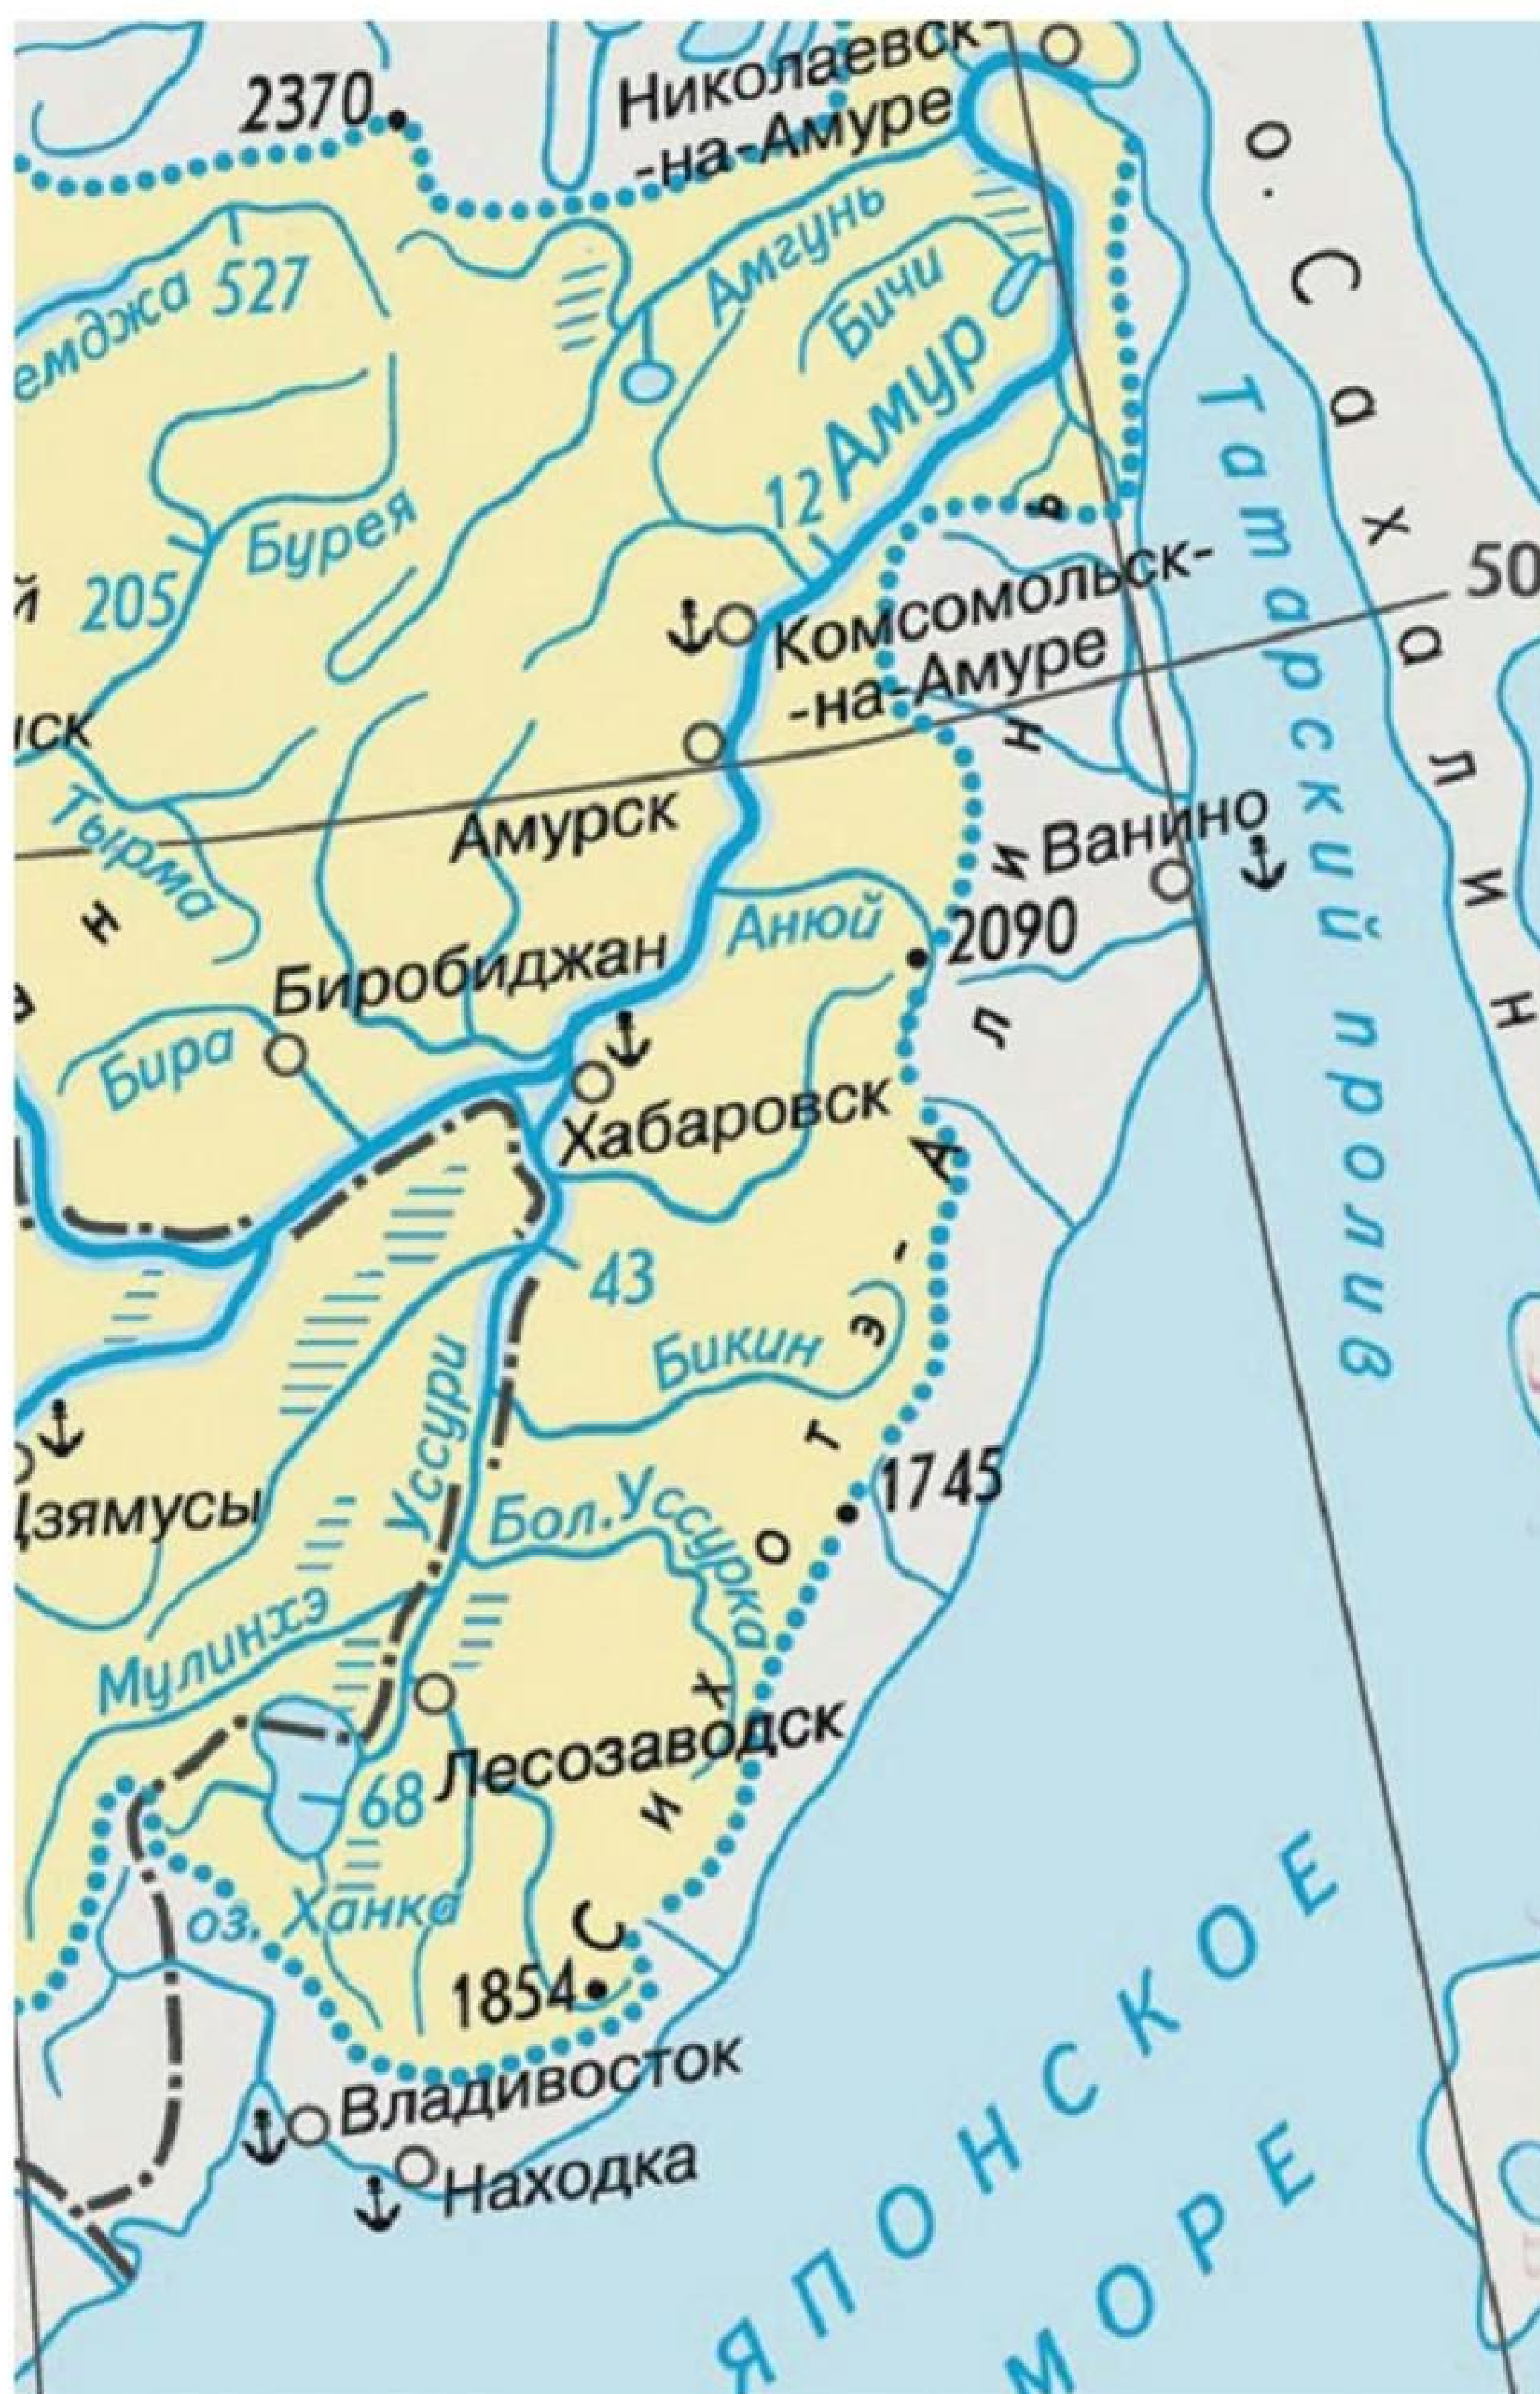 Николаевск-
-на-Амуре
2370
о. Сахалин
Амгунь
Бичи
емджа 527
Амур
12
Татарский пролив
Бурея
205
й
50
Комсомольск-
-на-Амуре
ск
Тырма
Амурск
Ванино
Анюй
2090
н
Биробиджан
Бира
Хабаровск
43
Бикин
Уссури
1745
Бол. Уссурка
Дзямусы
Мулинхэ
Лесозаводск
68
оз. Ханка
СИХОТЭ-АЛИНЬ
1854
Владивосток
Находка
ЯПОНСКОЕ
МОРЕ